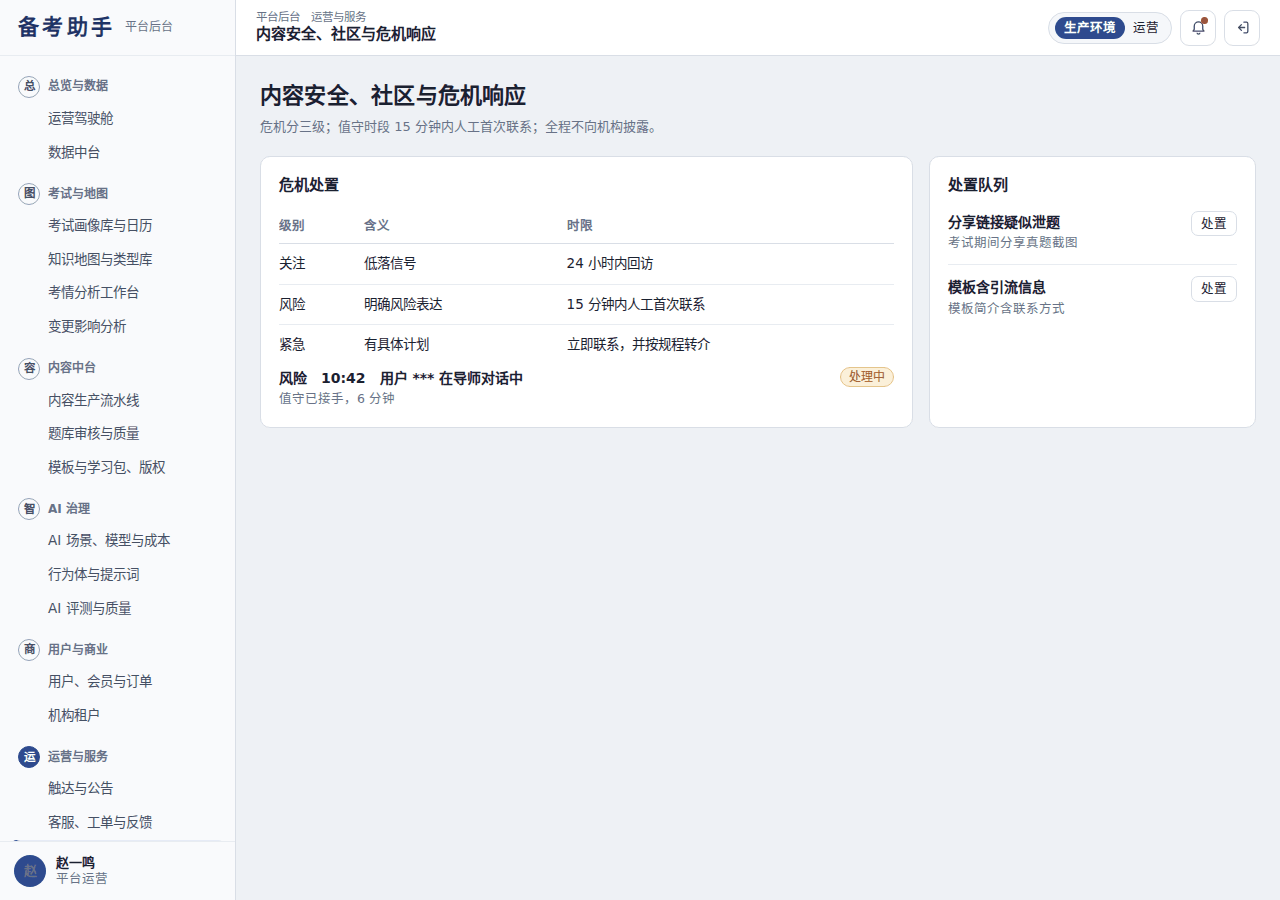 备考助手 平台后台
总 总览与数据
运营驾驶舱
数据中台
图 考试与地图
考试画像库与日历
知识地图与类型库
考情分析工作台
变更影响分析
容 内容中台
内容生产流水线
题库审核与质量
模板与学习包、版权
智 AI 治理
AI 场景、模型与成本
行为体与提示词
AI 评测与质量
商 用户与商业
用户、会员与订单
机构租户
运 运营与服务
触达与公告
客服、工单与反馈
赵 赵一鸣
平台运营
平台后台 运营与服务
内容安全、社区与危机响应
生产环境 运营
内容安全、社区与危机响应
危机分三级；值守时段 15 分钟内人工首次联系；全程不向机构披露。
危机处置
级别 含义 时限
关注 低落信号 24 小时内回访
风险 明确风险表达 15 分钟内人工首次联系
紧急 有具体计划 立即联系，并按规程转介
风险 10:42 用户 *** 在导师对话中 处理中
值守已接手，6 分钟
处置队列
分享链接疑似泄题 处置
考试期间分享真题截图
模板含引流信息 处置
模板简介含联系方式